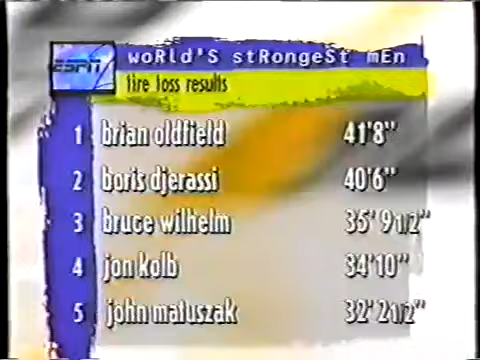 ESPN
woRld'S stRongeSt mEn
tire toss results
1 brian oldfield 41'8"
2 boris djerassi 40'6"
3 bruce wilhelm 35' 9 1/2"
4 jon kolb 34'10"
5 john matuszak 32' 2 1/2"